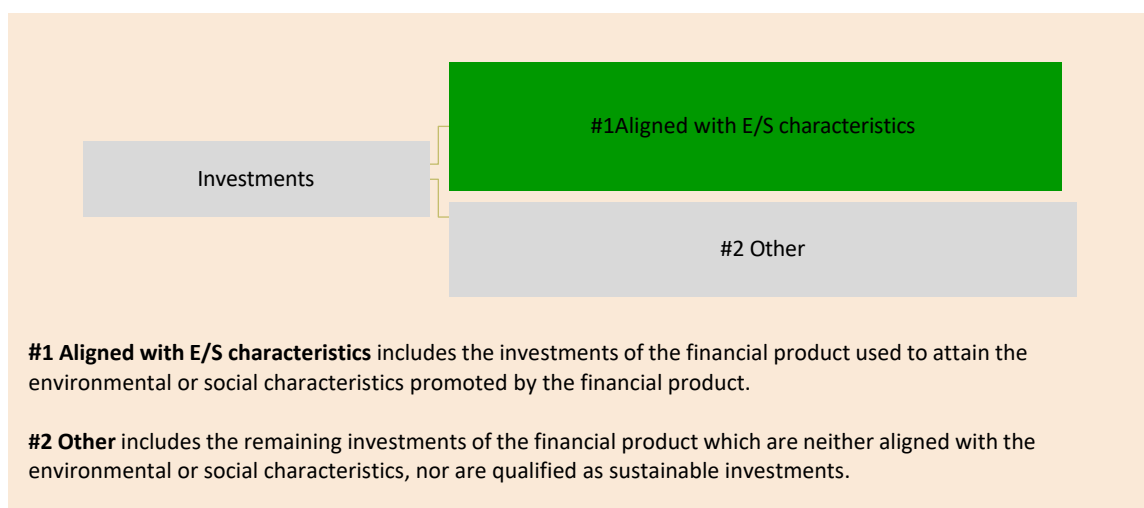 #1Aligned with E/S characteristics
Investments
#2 Other
#1 Aligned with E/S characteristics includes the investments of the financial product used to attain the
environmental or social characteristics promoted by the financial product.
#2 Other includes the remaining investments of the financial product which are neither aligned with the
environmental or social characteristics, nor are qualified as sustainable investments.